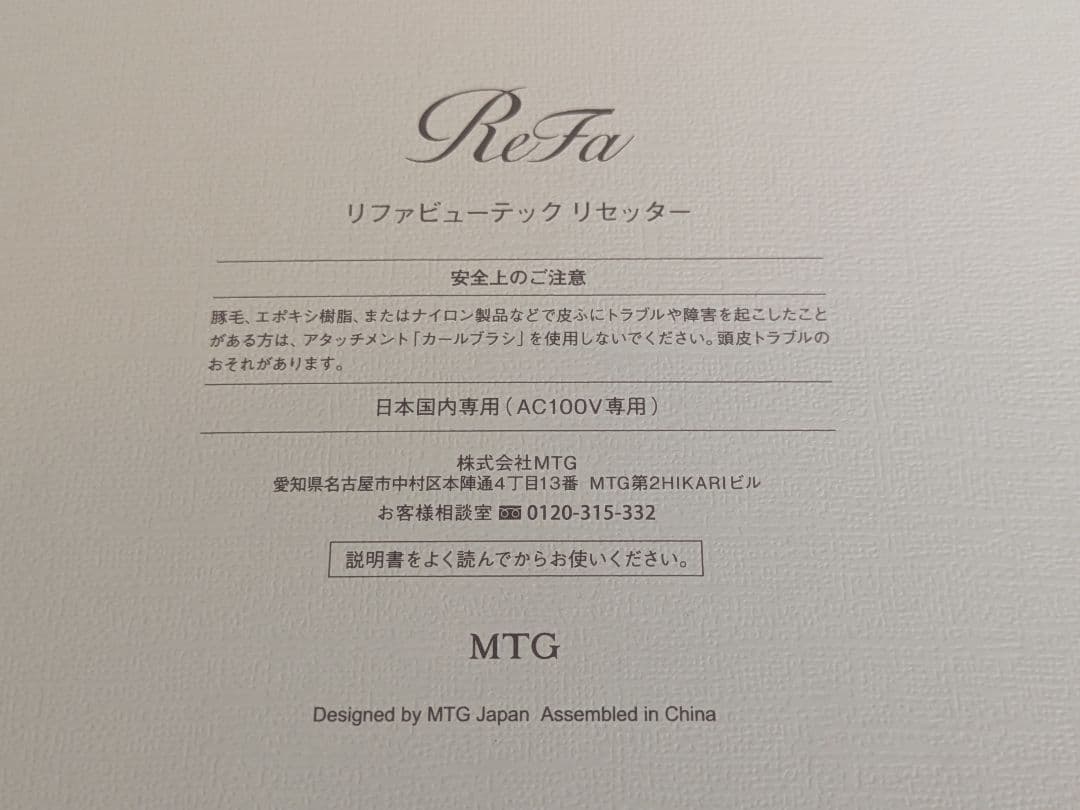 ReFa
リファビューテック リセッター
安全上のご注意
豚毛、エポキシ樹脂、またはナイロン製品などで皮ふにトラブルや障害を起こしたこと
がある方は、アタッチメント「カールブラシ」を使用しないでください。頭皮トラブルの
おそれがあります。
日本国内専用（AC100V専用）
株式会社MTG
愛知県名古屋市中村区本陣通4丁目13番 MTG第2HIKARIビル
お客様相談室 0120-315-332
説明書をよく読んでからお使いください。
MTG
Designed by MTG Japan Assembled in China